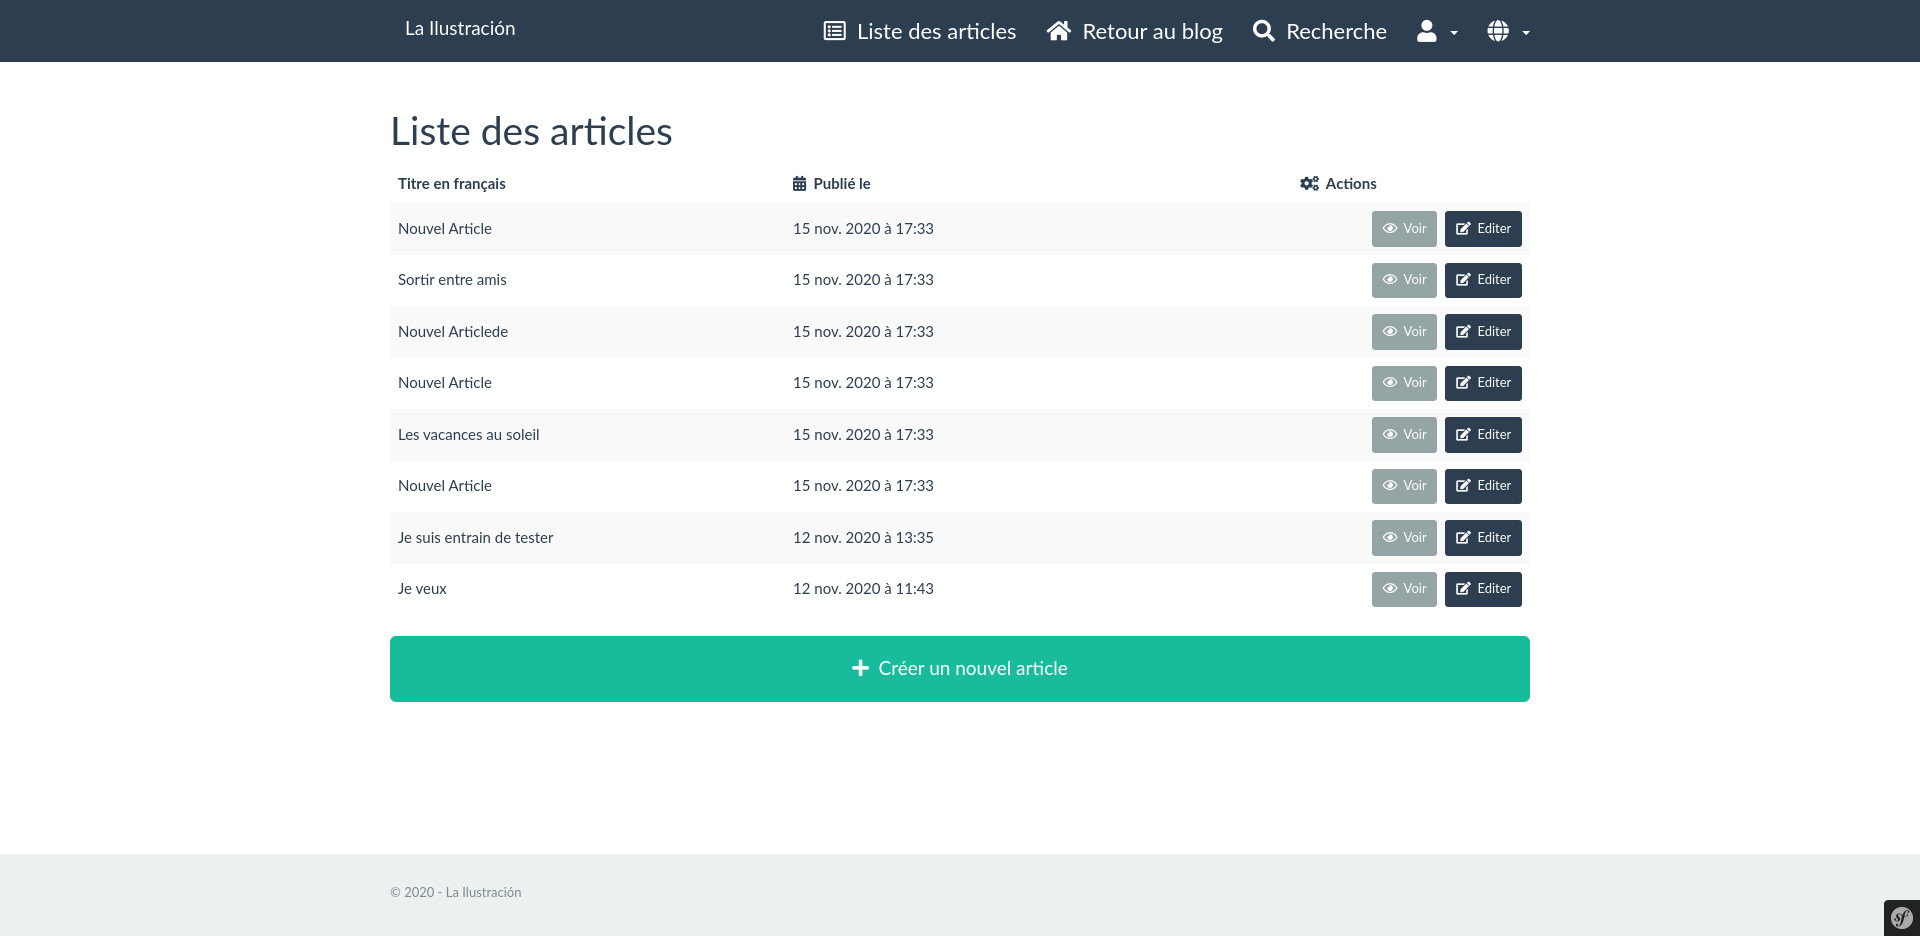 La Ilustración Liste des articles Retour au blog Recherche
Liste des articles
Titre en français Publié le Actions
Nouvel Article 15 nov. 2020 à 17:33 Voir Editer
Sortir entre amis 15 nov. 2020 à 17:33 Voir Editer
Nouvel Articlede 15 nov. 2020 à 17:33 Voir Editer
Nouvel Article 15 nov. 2020 à 17:33 Voir Editer
Les vacances au soleil 15 nov. 2020 à 17:33 Voir Editer
Nouvel Article 15 nov. 2020 à 17:33 Voir Editer
Je suis entrain de tester 12 nov. 2020 à 13:35 Voir Editer
Je veux 12 nov. 2020 à 11:43 Voir Editer
Créer un nouvel article
© 2020 - La Ilustración
sf